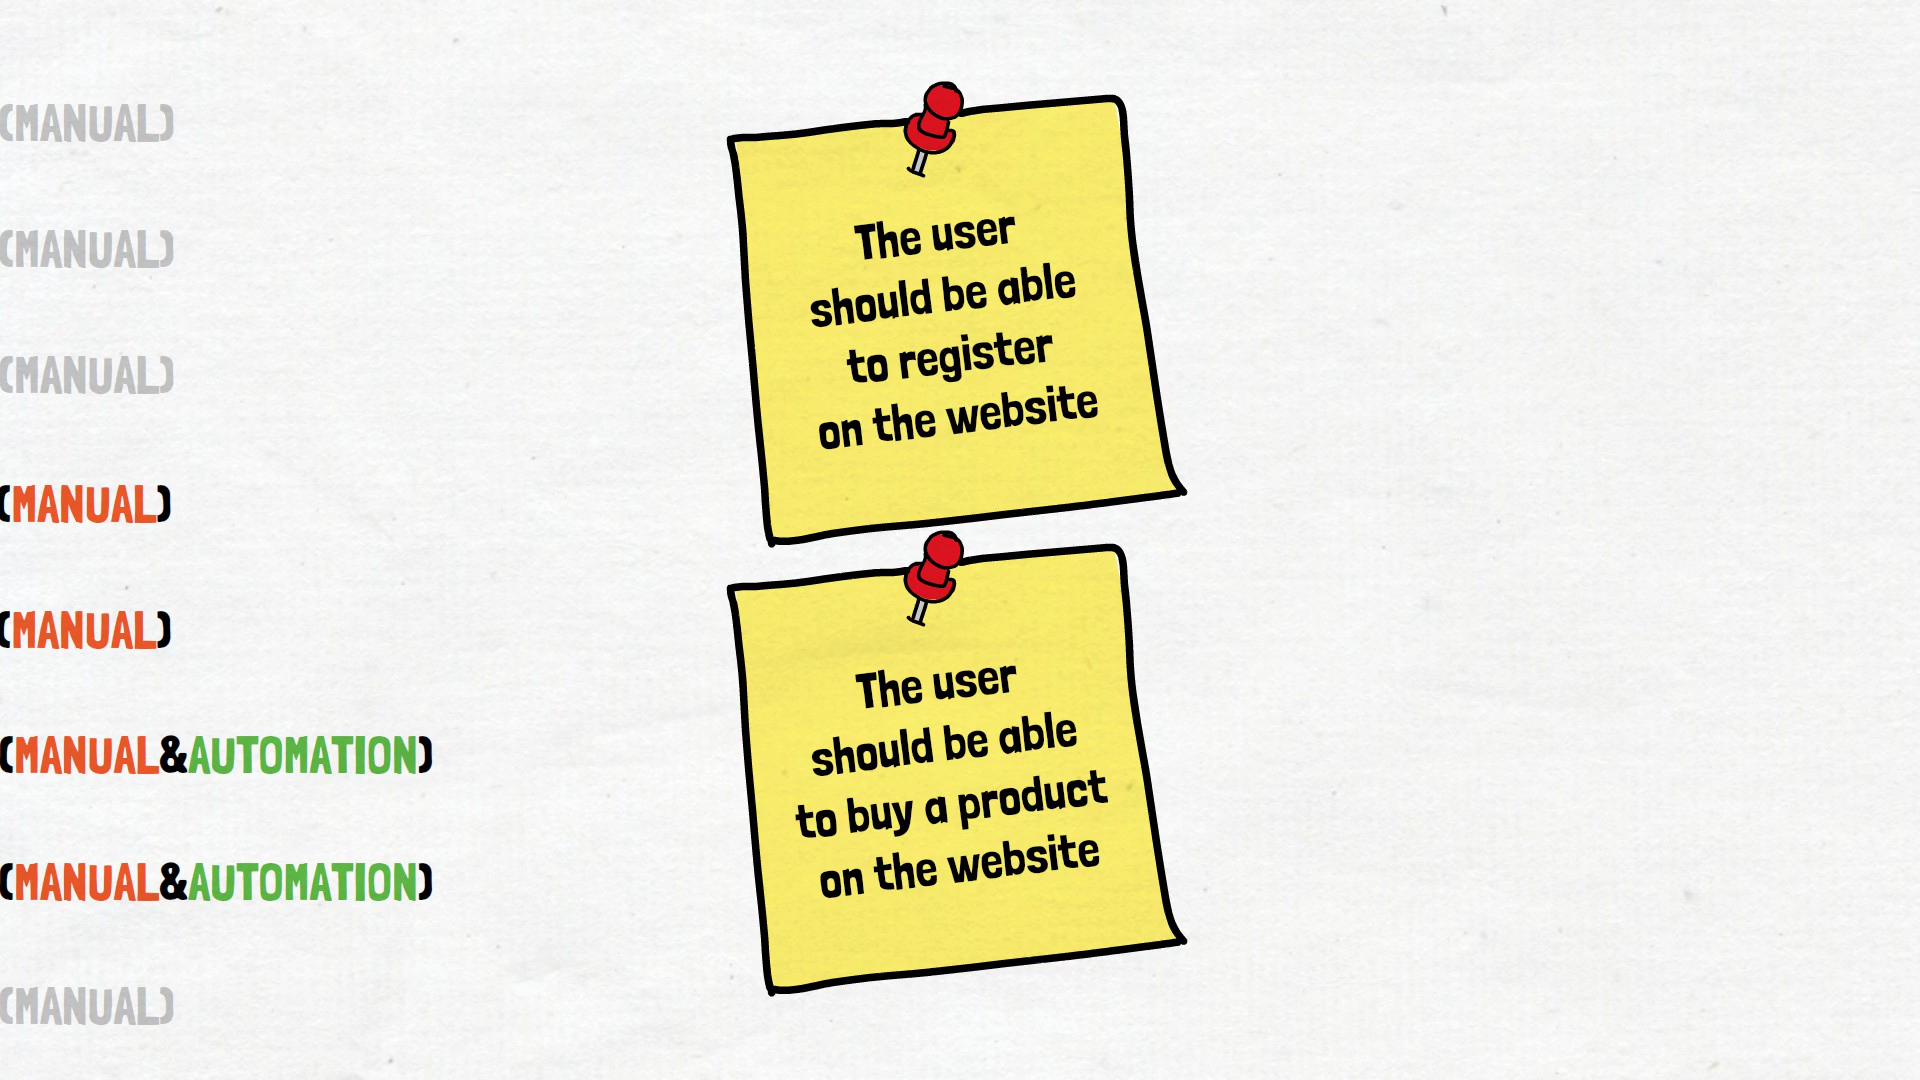 (MANUAL)
(MANUAL)
(MANUAL)
(MANUAL)
(MANUAL)
(MANUAL&AUTOMATION)
(MANUAL&AUTOMATION)
(MANUAL)
The user
should be able
to register
on the website
The user
should be able
to buy a product
on the website